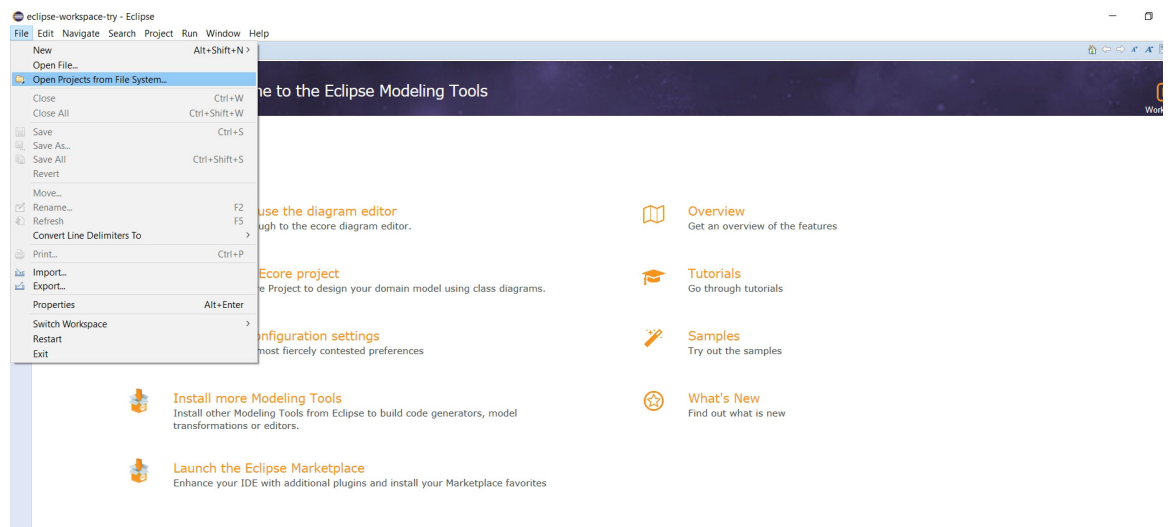 eclipse-workspace-try - Eclipse
File Edit Navigate Search Project Run Window Help
New Alt+Shift+N >
Open File...
Open Projects from File System...
Close Ctrl+W
Close All Ctrl+Shift+W
Save Ctrl+S
Save As...
Save All Ctrl+Shift+S
Revert
Move...
Rename... F2
Refresh F5
Convert Line Delimiters To >
Print... Ctrl+P
Import...
Export...
Properties Alt+Enter
Switch Workspace >
Restart
Exit
me to the Eclipse Modeling Tools
Work
use the diagram editor
ugh to the ecore diagram editor.
Ecore project
e Project to design your domain model using class diagrams.
onfiguration settings
most fiercely contested preferences
Install more Modeling Tools
Install other Modeling Tools from Eclipse to build code generators, model
transformations or editors.
Launch the Eclipse Marketplace
Enhance your IDE with additional plugins and install your Marketplace favorites
Overview
Get an overview of the features
Tutorials
Go through tutorials
Samples
Try out the samples
What's New
Find out what is new